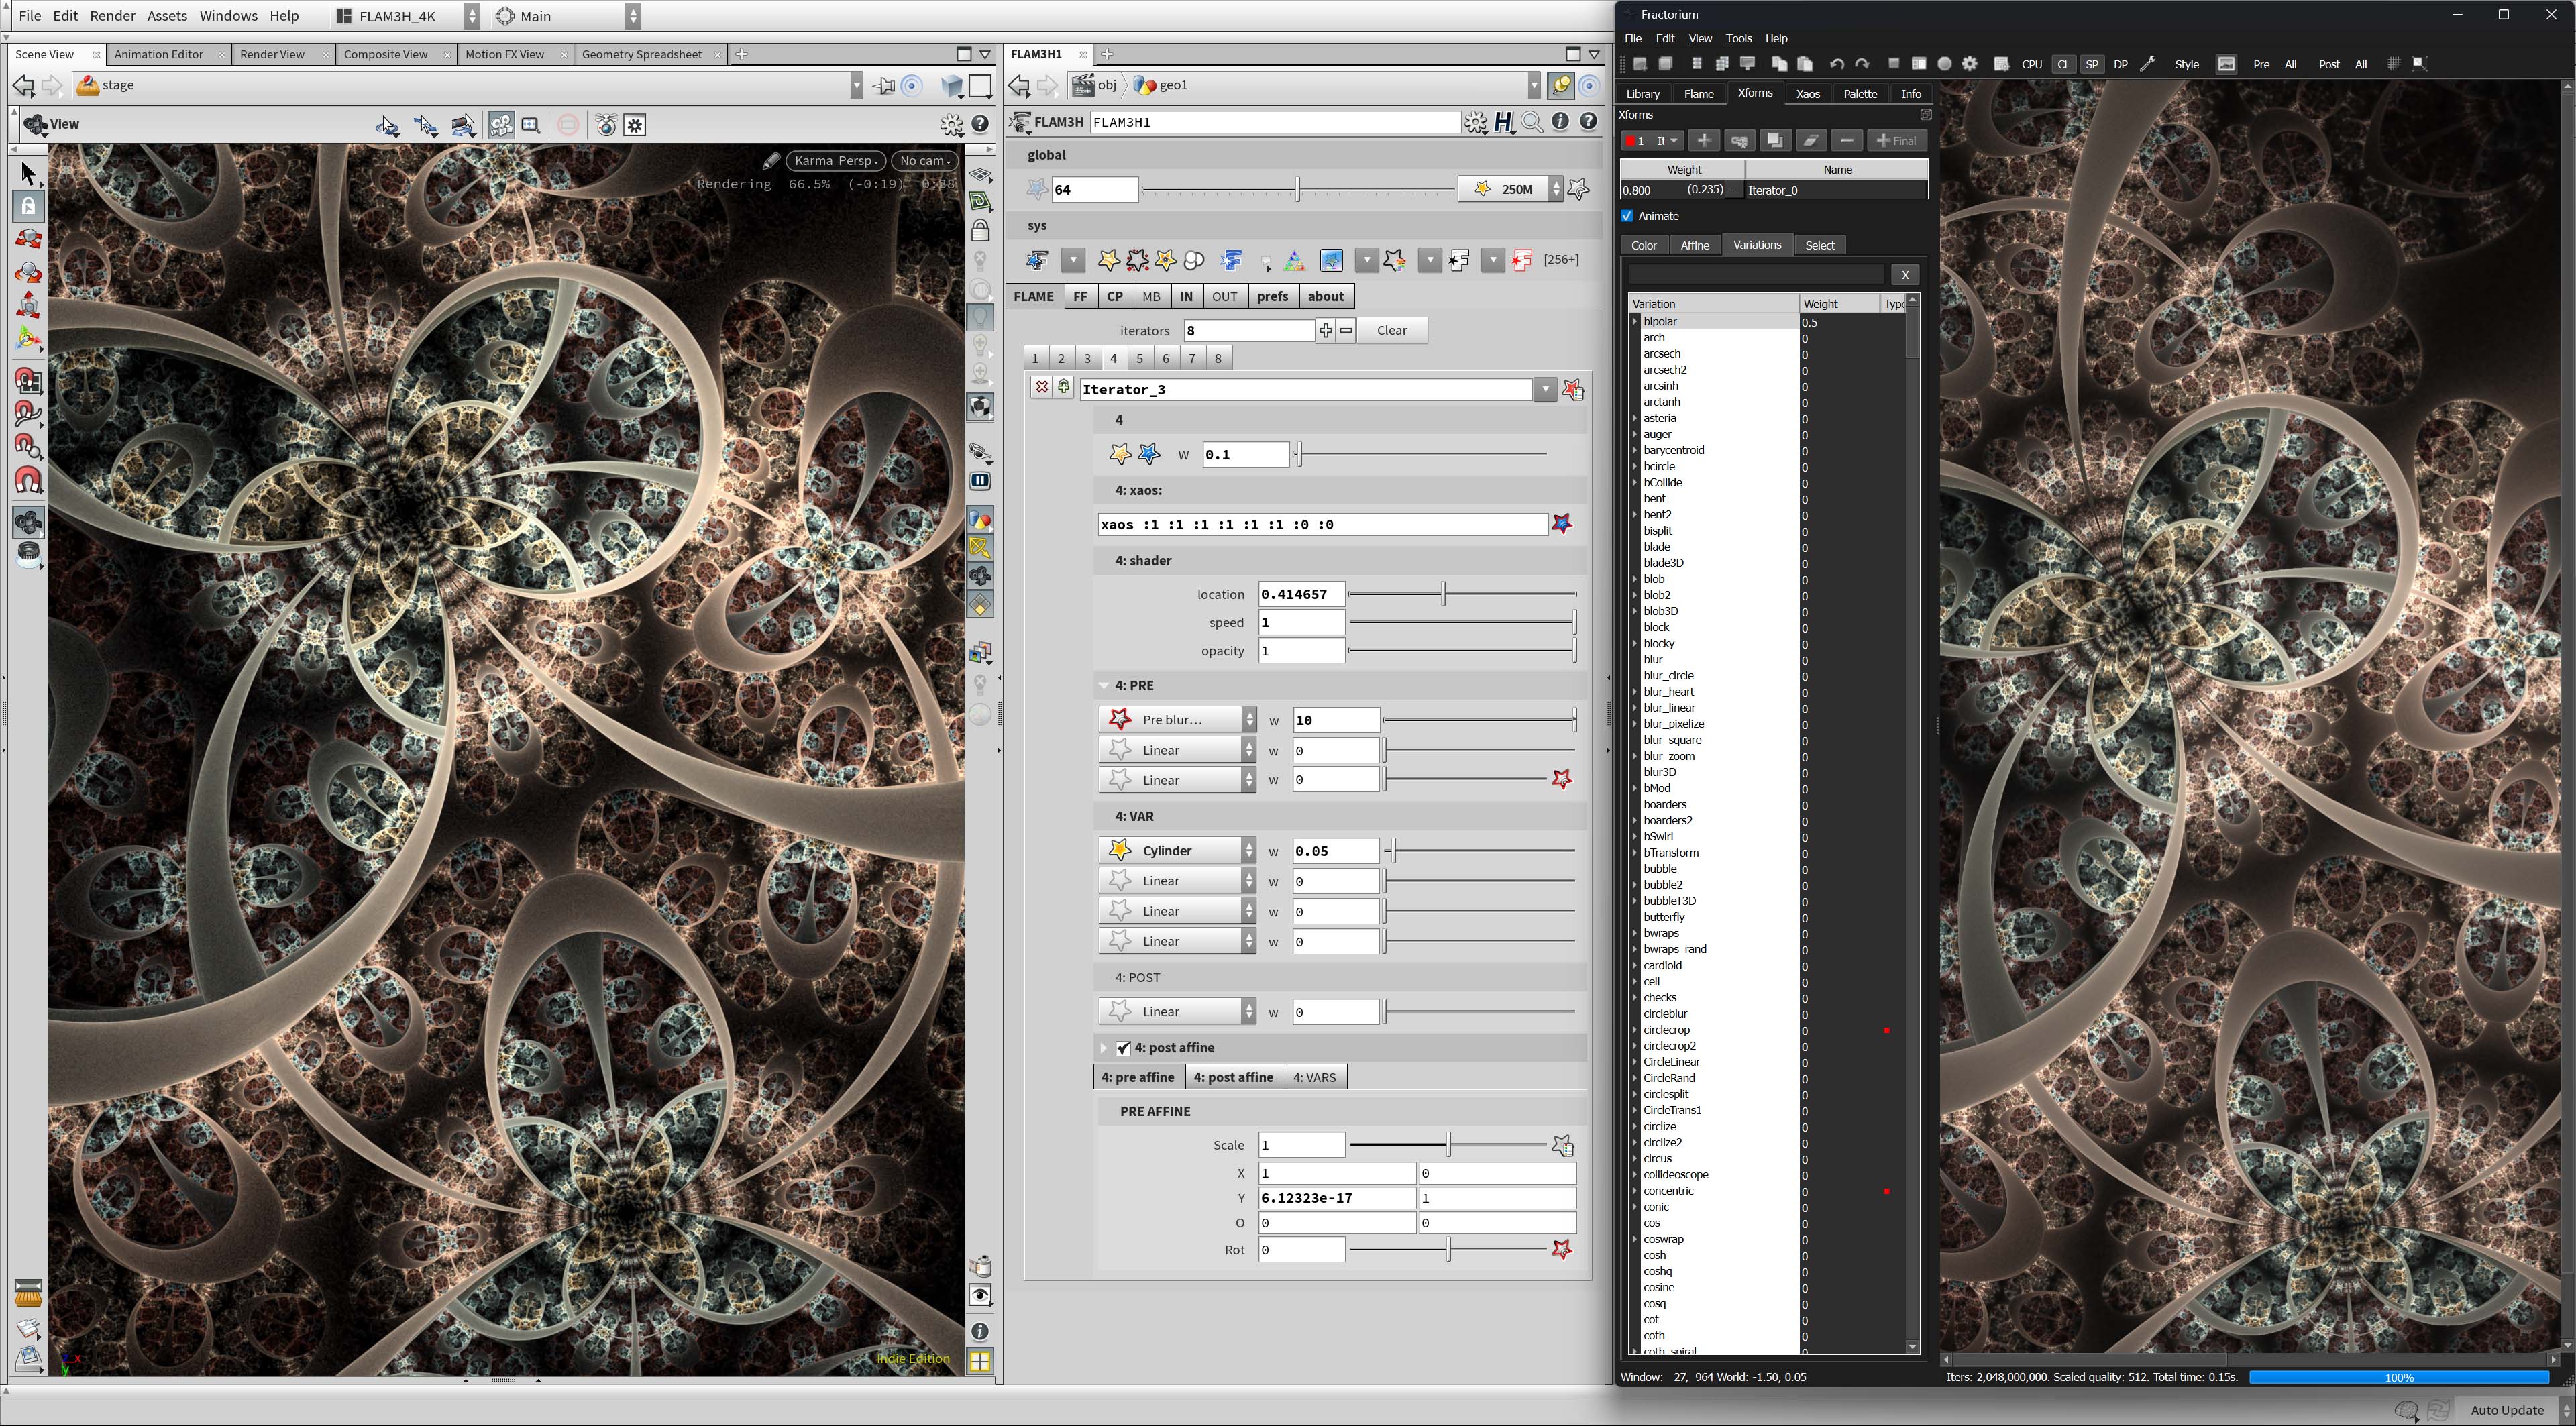 File Edit Render Assets Windows Help FLAM3H_4K Main
Scene View Animation Editor Render View Composite View Motion FX View Geometry Spreadsheet
stage
View
Karma Persp No cam
Rendering 66.5% (-0:19) 0:38
Indie Edition
FLAM3H1
obj geo1
FLAM3H FLAM3H1
global
64 250M
sys
[256+]
FLAME FF CP MB IN OUT prefs about
iterators 8 Clear
1 2 3 4 5 6 7 8
Iterator_3
4
W 0.1
4: xaos:
xaos :1 :1 :1 :1 :1 :1 :0 :0
4: shader
location 0.414657
speed 1
opacity 1
4: PRE
Pre blur... w 10
Linear w 0
Linear w 0
4: VAR
Cylinder w 0.05
Linear w 0
Linear w 0
Linear w 0
4: POST
Linear w 0
4: post affine
4: pre affine 4: post affine 4: VARS
PRE AFFINE
Scale 1
X 1 0
Y 6.12323e-17 1
O 0 0
Rot 0
Fractorium
File Edit View Tools Help
CPU CL SP DP Style Pre All Post All
Library Flame Xforms Xaos Palette Info
Xforms
1 It Final
Weight Name
0.800 (0.235) = Iterator_0
Animate
Color Affine Variations Select
X
Variation Weight Type
bipolar 0.5
arch 0
arcsech 0
arcsech2 0
arcsinh 0
arctanh 0
asteria 0
auger 0
barycentroid 0
bcircle 0
bCollide 0
bent 0
bent2 0
bisplit 0
blade 0
blade3D 0
blob 0
blob2 0
blob3D 0
block 0
blocky 0
blur 0
blur_circle 0
blur_heart 0
blur_linear 0
blur_pixelize 0
blur_square 0
blur_zoom 0
blur3D 0
bMod 0
boarders 0
boarders2 0
bSwirl 0
bTransform 0
bubble 0
bubble2 0
bubbleT3D 0
butterfly 0
bwraps 0
bwraps_rand 0
cardioid 0
cell 0
checks 0
circleblur 0
circlecrop 0
circlecrop2 0
CircleLinear 0
CircleRand 0
circlesplit 0
CircleTrans1 0
circlize 0
circlize2 0
circus 0
collideoscope 0
concentric 0
conic 0
cos 0
coswrap 0
cosh 0
coshq 0
cosine 0
cosq 0
cot 0
coth 0
coth_spiral 0
Window: 27, 964 World: -1.50, 0.05
Iters: 2,048,000,000. Scaled quality: 512. Total time: 0.15s. 100%
Auto Update